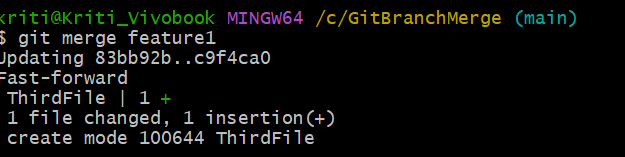 kriti@Kriti_Vivobook MINGW64 /c/GitBranchMerge (main)
$ git merge feature1
Updating 83bb92b..c9f4ca0
Fast-forward
 ThirdFile | 1 +
 1 file changed, 1 insertion(+)
 create mode 100644 ThirdFile